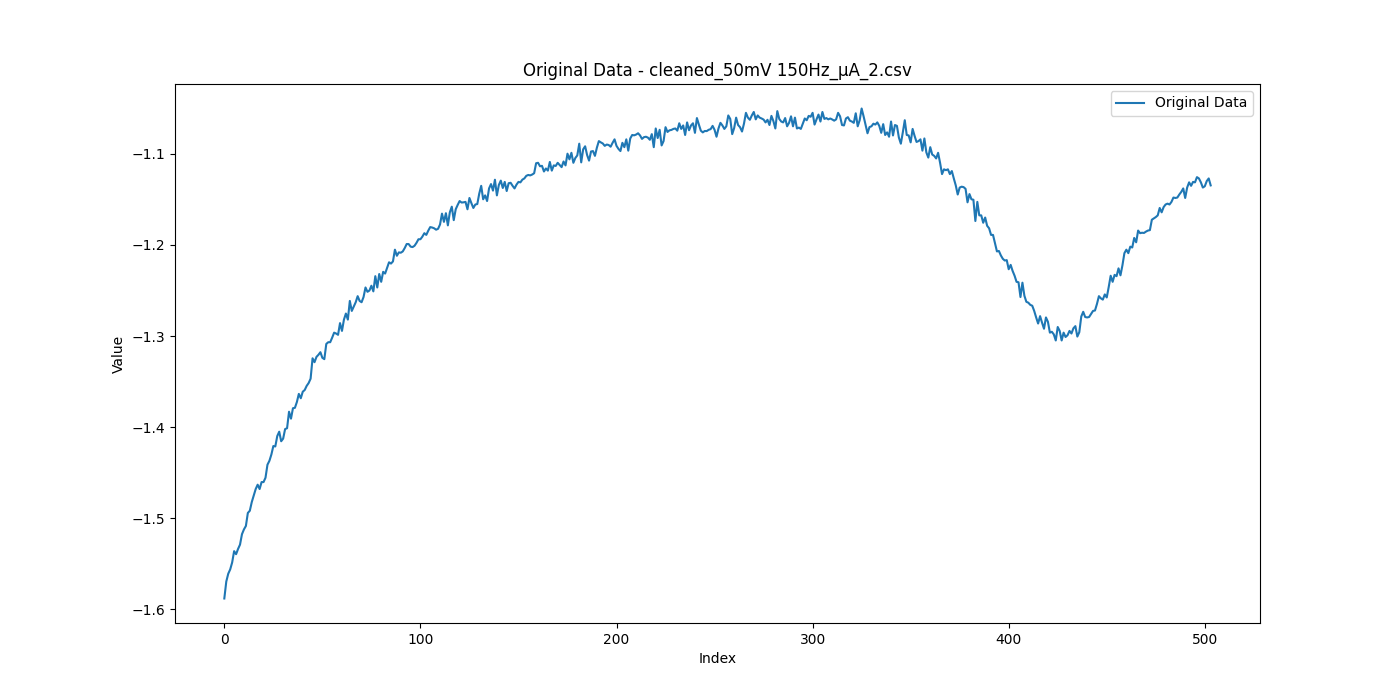 Original Data - cleaned_50mV 150Hz_μA_2.csv
Original Data
−1.1
−1.2
−1.3
−1.4
−1.5
−1.6
Value
0 100 200 300 400 500
Index